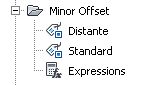 Minor Offset
Distante
Standard
Expressions